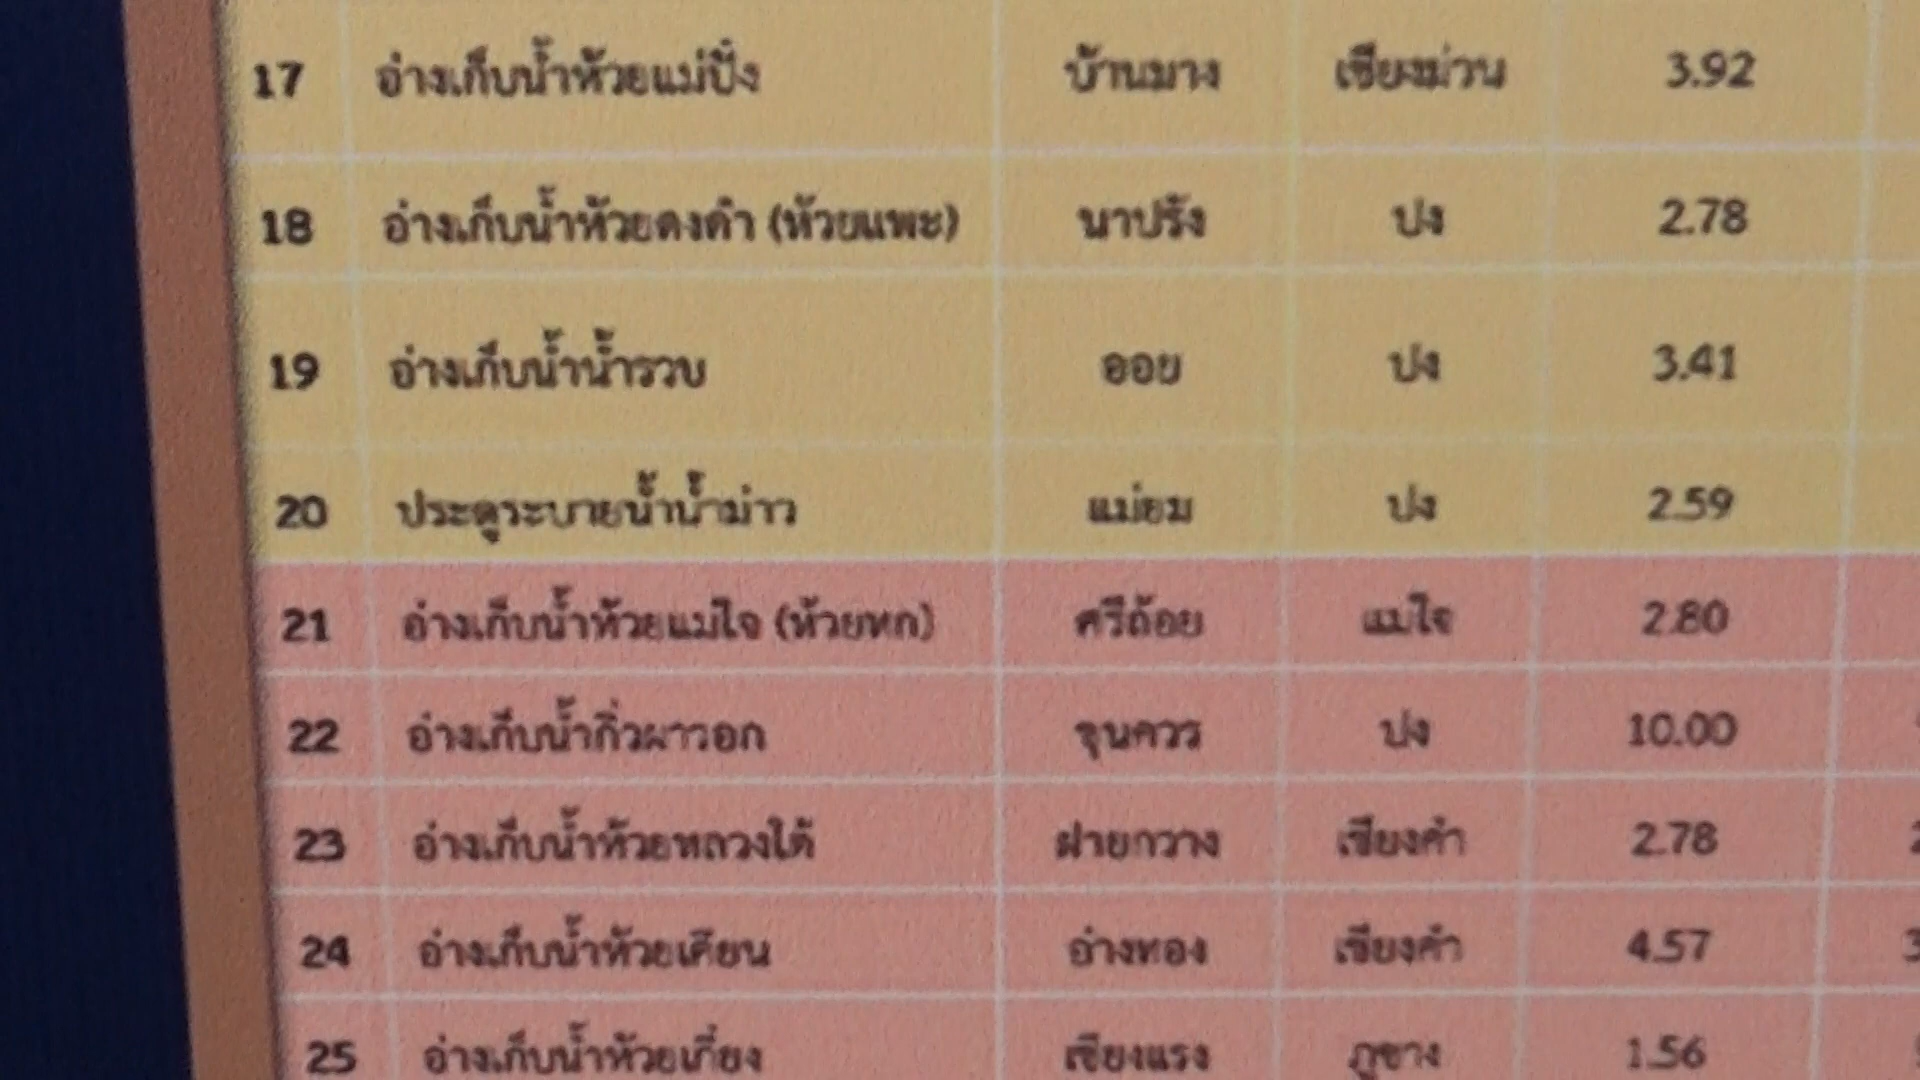 17 อ่างเก็บน้ำห้วยแม่ปั๋ง บ้านมาง เชียงม่วน 3.92
18 อ่างเก็บน้ำห้วยดงดำ (ห้วยแพะ) นาปรัง ปง 2.78
19 อ่างเก็บน้ำน้ำรวบ ออย ปง 3.41
20 ประตูระบายน้ำน้ำม่าว แม่ยม ปง 2.59
21 อ่างเก็บน้ำห้วยแม่ใจ (ห้วยหก) ศรีถ้อย แม่ใจ 2.80
22 อ่างเก็บน้ำกิ่วผาวอก ขุนควร ปง 10.00
23 อ่างเก็บน้ำห้วยหลวงใต้ ฝายกวาง เชียงคำ 2.78
24 อ่างเก็บน้ำห้วยเคียน อ่างทอง เชียงคำ 4.57
25 อ่างเก็บน้ำห้วยเกี๋ยง เชียงแรง ภูซาง 1.56